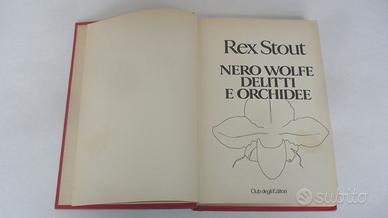 Rex Stout
NERO WOLFE
DELITTI
E ORCHIDEE
Club degli Editori
subito